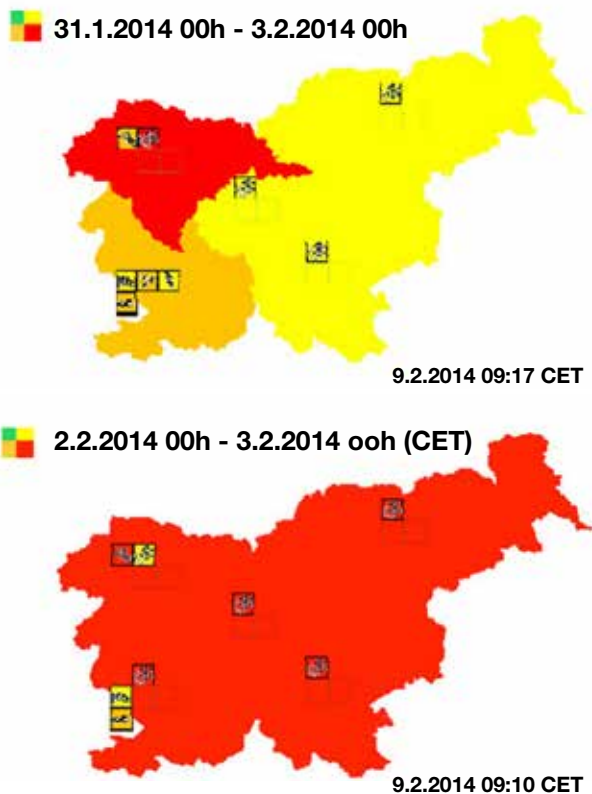 31.1.2014 00h - 3.2.2014 00h
9.2.2014 09:17 CET
2.2.2014 00h - 3.2.2014 ooh (CET)
9.2.2014 09:10 CET